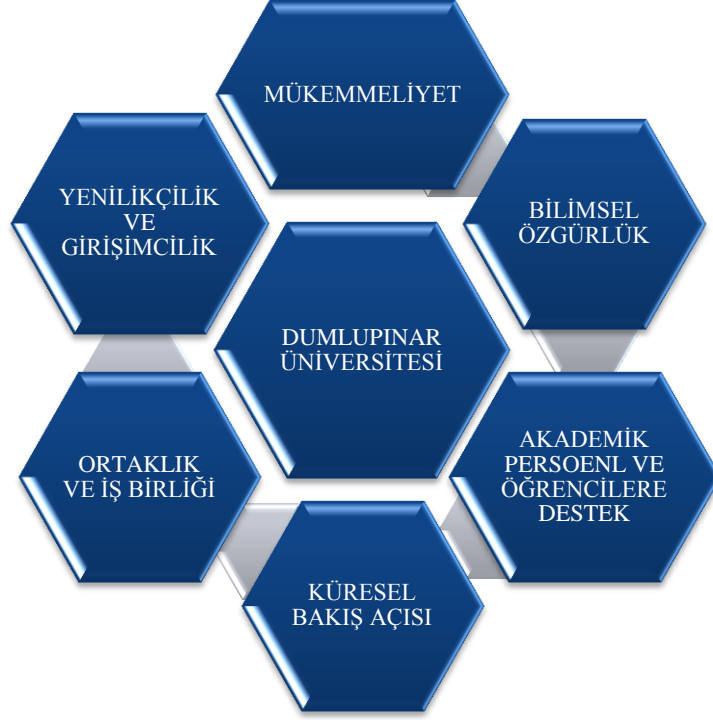 MÜKEMMELİYET
BİLİMSEL
ÖZGÜRLÜK
AKADEMİK
PERSOENL VE
ÖĞRENCİLERE
DESTEK
KÜRESEL
BAKIŞ AÇISI
ORTAKLIK
VE İŞ BİRLİĞİ
YENİLİKÇİLİK
VE
GİRİŞİMCİLİK
DUMLUPINAR
ÜNİVERSİTESİ